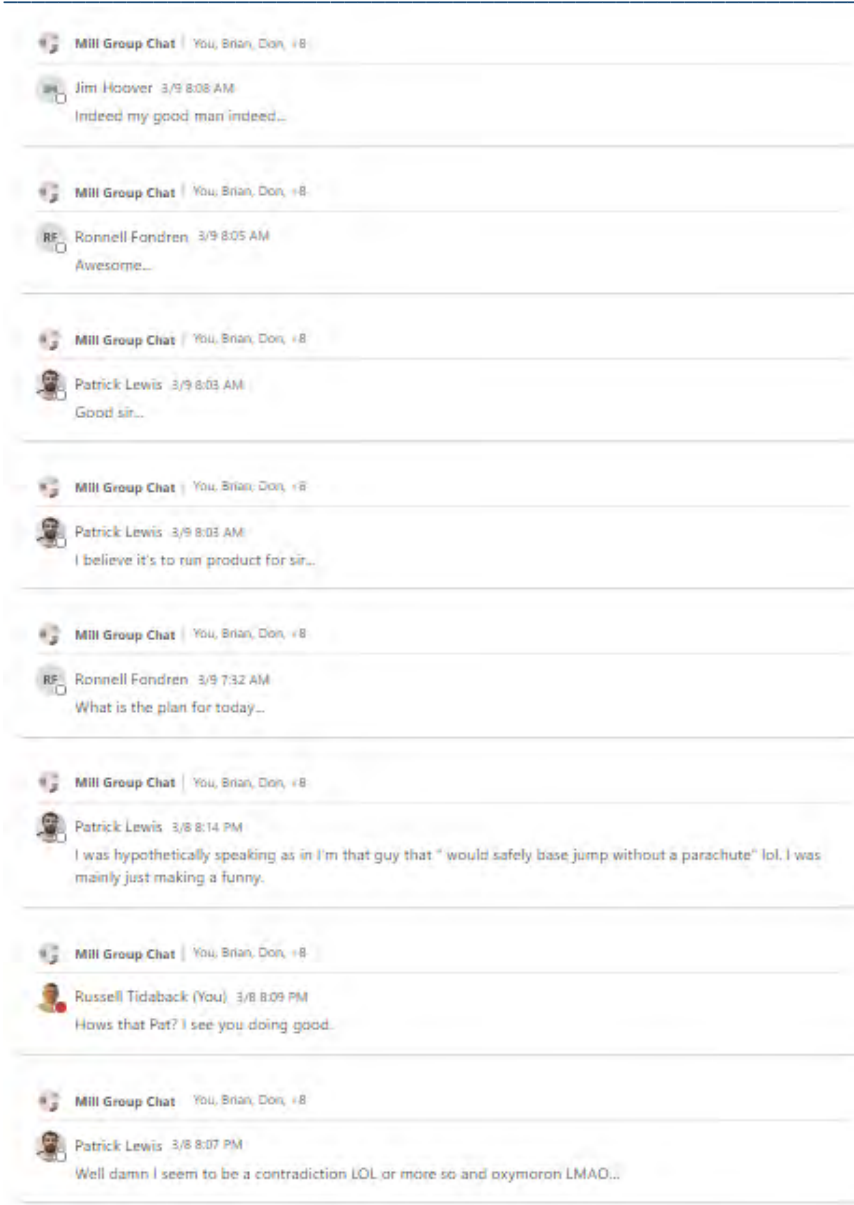 Mill Group Chat | You, Brian, Don, +8
Jim Hoover 3/9 8:08 AM
Indeed my good man indeed...
Mill Group Chat | You, Brian, Don, +8
RF Ronnell Fondren 3/9 8:05 AM
Awesome...
Mill Group Chat | You, Brian, Don, +8
Patrick Lewis 3/9 8:03 AM
Good sir...
Mill Group Chat | You, Brian, Don, +8
Patrick Lewis 3/9 8:03 AM
I believe it's to run product for sir...
Mill Group Chat | You, Brian, Don, +8
RF Ronnell Fondren 3/9 7:32 AM
What is the plan for today...
Mill Group Chat | You, Brian, Don, +8
Patrick Lewis 3/8 8:14 PM
I was hypothetically speaking as in I'm that guy that " would safely base jump without a parachute" lol. I was
mainly just making a funny.
Mill Group Chat | You, Brian, Don, +8
Russell Tidaback (You) 3/8 8:09 PM
Hows that Pat? I see you doing good.
Mill Group Chat You, Brian, Don, +8
Patrick Lewis 3/8 8:07 PM
Well damn I seem to be a contradiction LOL or more so and oxymoron LMAO...